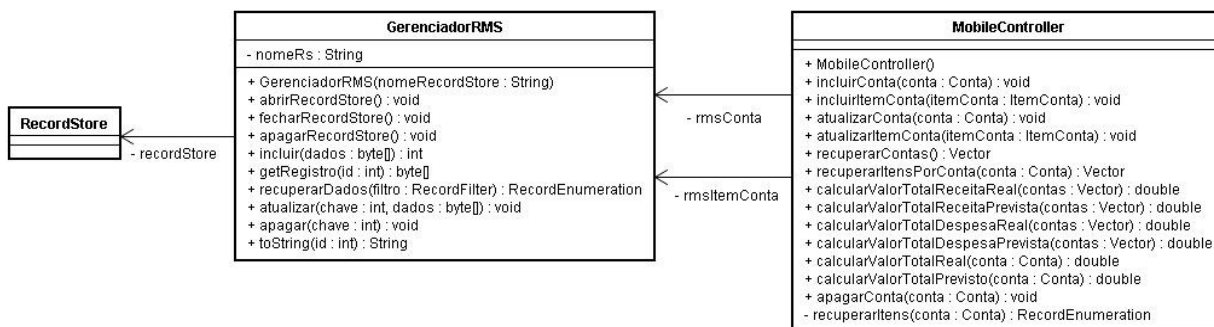 GerenciadorRMS
- nomeRs : String
+ GerenciadorRMS(nomeRecordStore : String)
+ abrirRecordStore() : void
+ fecharRecordStore() : void
+ apagarRecordStore() : void
+ incluir(dados : byte[]) : int
+ getRegistro(id : int) : byte[]
+ recuperarDados(filtro : RecordFilter) : RecordEnumeration
+ atualizar(chave : int, dados : byte[]) : void
+ apagar(chave : int) : void
+ toString(id : int) : String
MobileController
+ MobileController()
+ incluirConta(conta : Conta) : void
+ incluirItemConta(itemConta : ItemConta) : void
+ atualizarConta(conta : Conta) : void
+ atualizarItemConta(itemConta : ItemConta) : void
+ recuperarContas() : Vector
+ recuperarItensPorConta(conta : Conta) : Vector
+ calcularValorTotalReceitaReal(contas : Vector) : double
+ calcularValorTotalReceitaPrevista(contas : Vector) : double
+ calcularValorTotalDespesaReal(contas : Vector) : double
+ calcularValorTotalDespesaPrevista(contas : Vector) : double
+ calcularValorTotalReal(conta : Conta) : double
+ calcularValorTotalPrevisto(conta : Conta) : double
+ apagarConta(conta : Conta) : void
- recuperarItens(conta : Conta) : RecordEnumeration
RecordStore
- recordStore
- rmsConta
- rmsItemConta